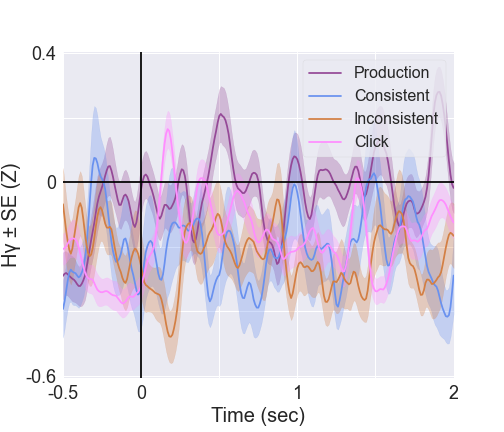 0.4
Production
Consistent
Inconsistent
Click
0
Hγ ± SE (Z)
-0.6
-0.5
0
1
2
Time (sec)